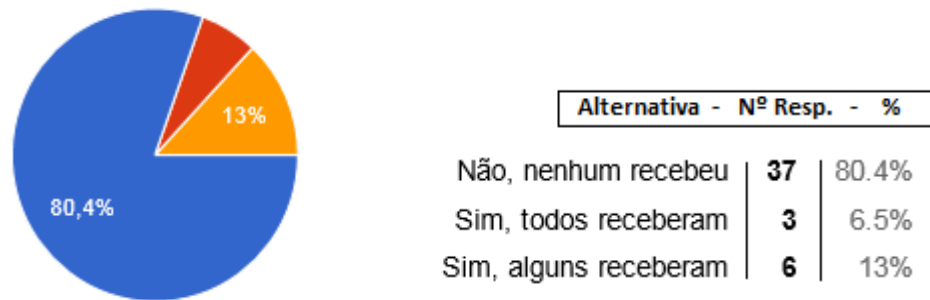 13%
80,4%
Alternativa - Nº Resp. - %
Não, nenhum recebeu 37 80.4%
Sim, todos receberam 3 6.5%
Sim, alguns receberam 6 13%